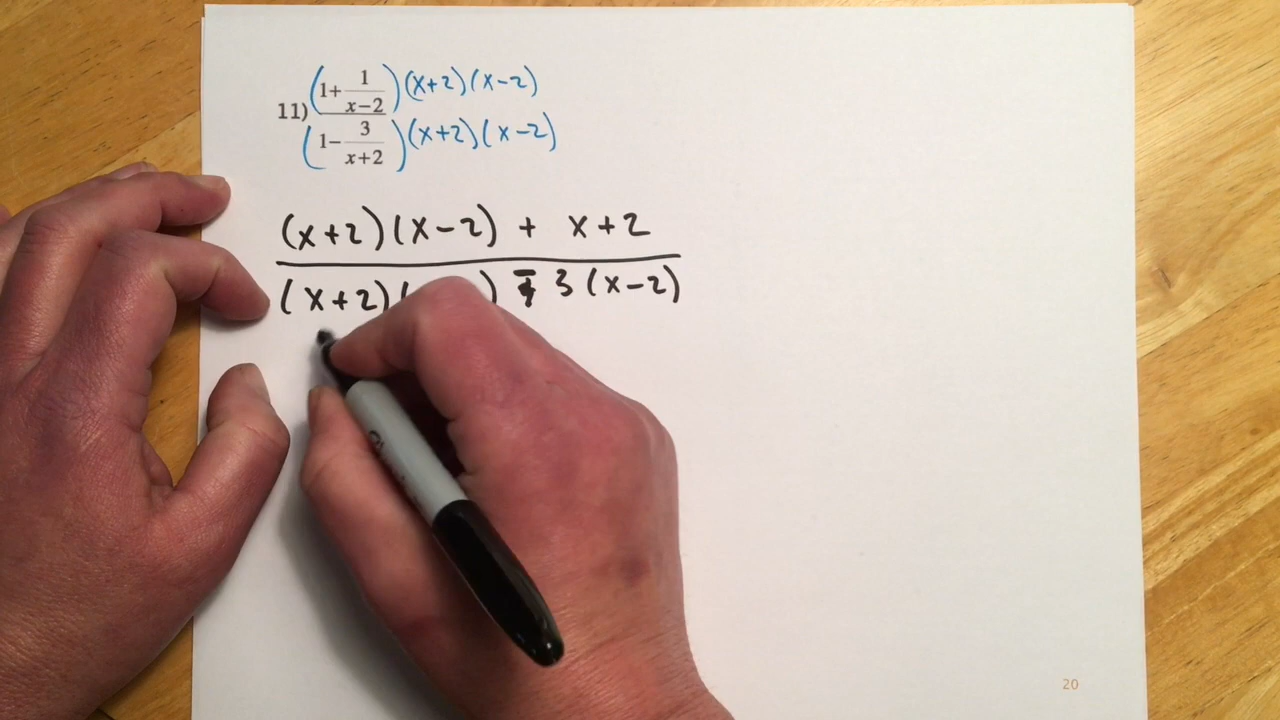 11) (1+ 1/(x−2)) (x+2)(x−2)
(1− 3/(x+2)) (x+2)(x−2)
(x+2)(x−2) + x+2
(x+2)( ) − 3(x−2)
20